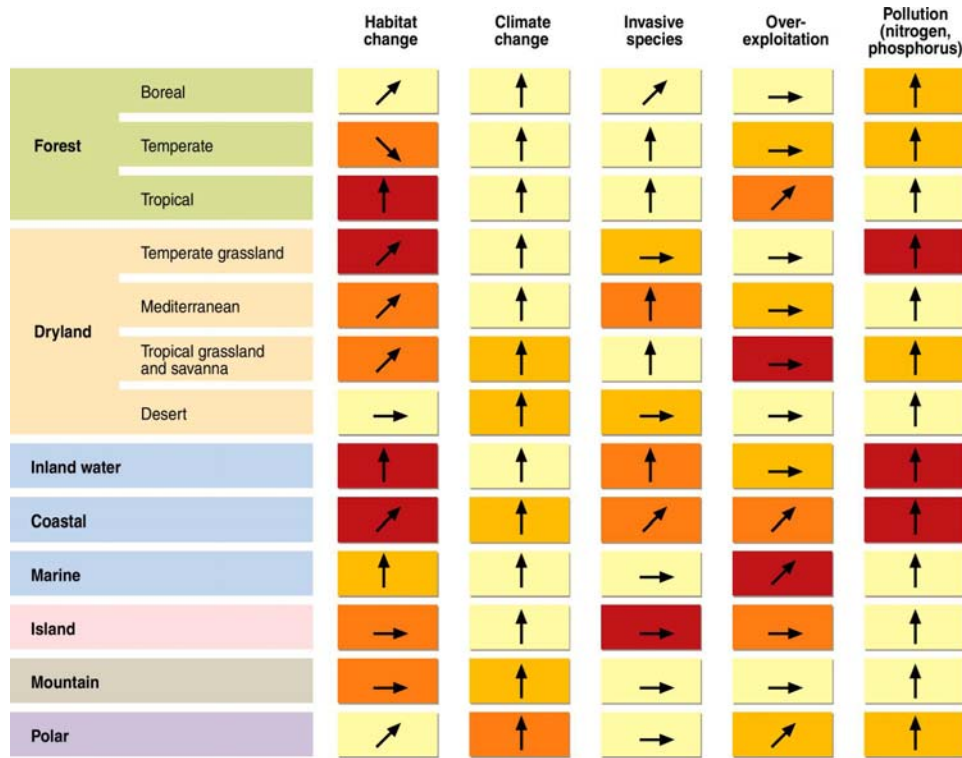 Habitat
change
Climate
change
Invasive
species
Over-
exploitation
Pollution
(nitrogen,
phosphorus)
Forest
Boreal
Temperate
Tropical
Dryland
Temperate grassland
Mediterranean
Tropical grassland
and savanna
Desert
Inland water
Coastal
Marine
Island
Mountain
Polar